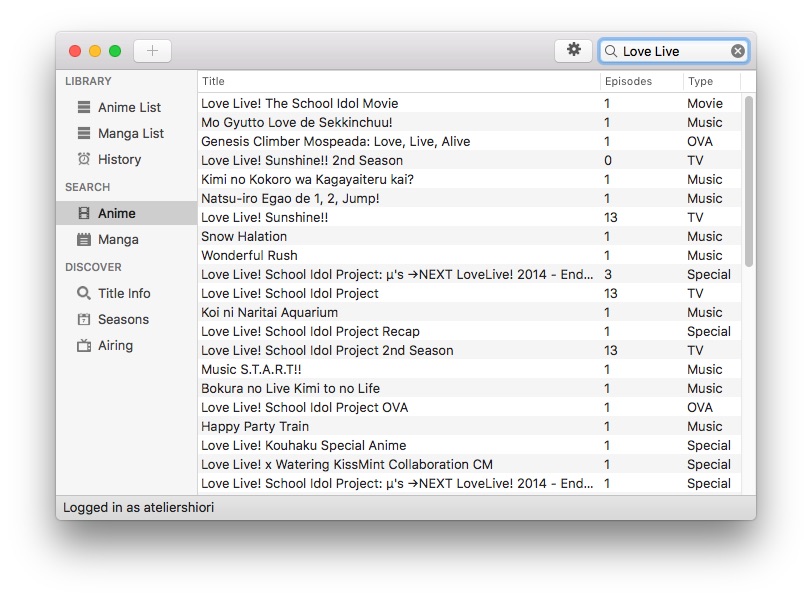 Love Live
LIBRARY
Anime List
Manga List
History
SEARCH
Anime
Manga
DISCOVER
Title Info
Seasons
Airing
Title Episodes Type
Love Live! The School Idol Movie 1 Movie
Mo Gyutto Love de Sekkinchuu! 1 Music
Genesis Climber Mospeada: Love, Live, Alive 1 OVA
Love Live! Sunshine!! 2nd Season 0 TV
Kimi no Kokoro wa Kagayaiteru kai? 1 Music
Natsu-iro Egao de 1, 2, Jump! 1 Music
Love Live! Sunshine!! 13 TV
Snow Halation 1 Music
Wonderful Rush 1 Music
Love Live! School Idol Project: μ's →NEXT LoveLive! 2014 - End... 3 Special
Love Live! School Idol Project 13 TV
Koi ni Naritai Aquarium 1 Music
Love Live! School Idol Project Recap 1 Special
Love Live! School Idol Project 2nd Season 13 TV
Music S.T.A.R.T!! 1 Music
Bokura no Live Kimi to no Life 1 Music
Love Live! School Idol Project OVA 1 OVA
Happy Party Train 1 Music
Love Live! Kouhaku Special Anime 1 Special
Love Live! x Watering KissMint Collaboration CM 1 Special
Love Live! School Idol Project: μ's →NEXT LoveLive! 2014 - End... 1 Special
Logged in as ateliershiori